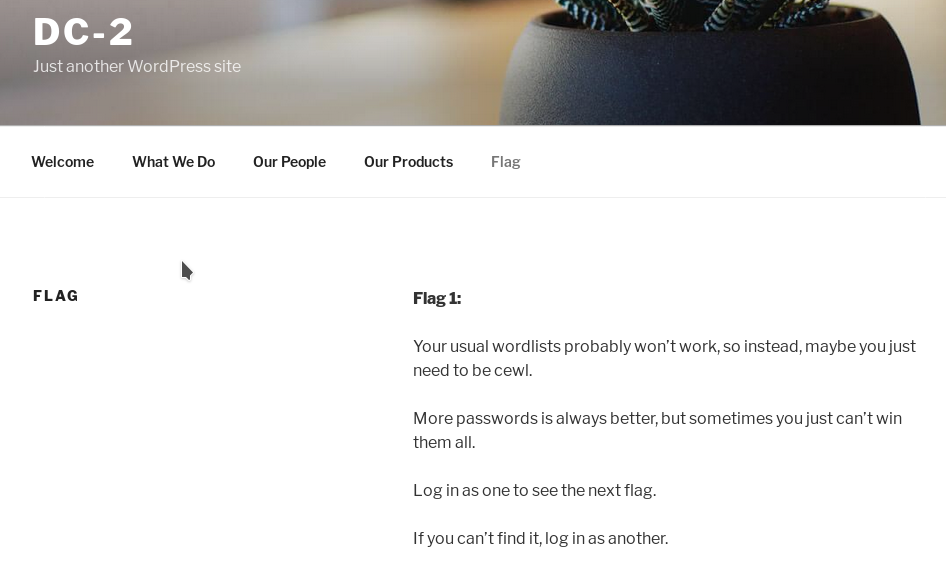 DC-2
Just another WordPress site
Welcome What We Do Our People Our Products Flag
FLAG
Flag 1:
Your usual wordlists probably won’t work, so instead, maybe you just
need to be cewl.
More passwords is always better, but sometimes you just can’t win
them all.
Log in as one to see the next flag.
If you can’t find it, log in as another.